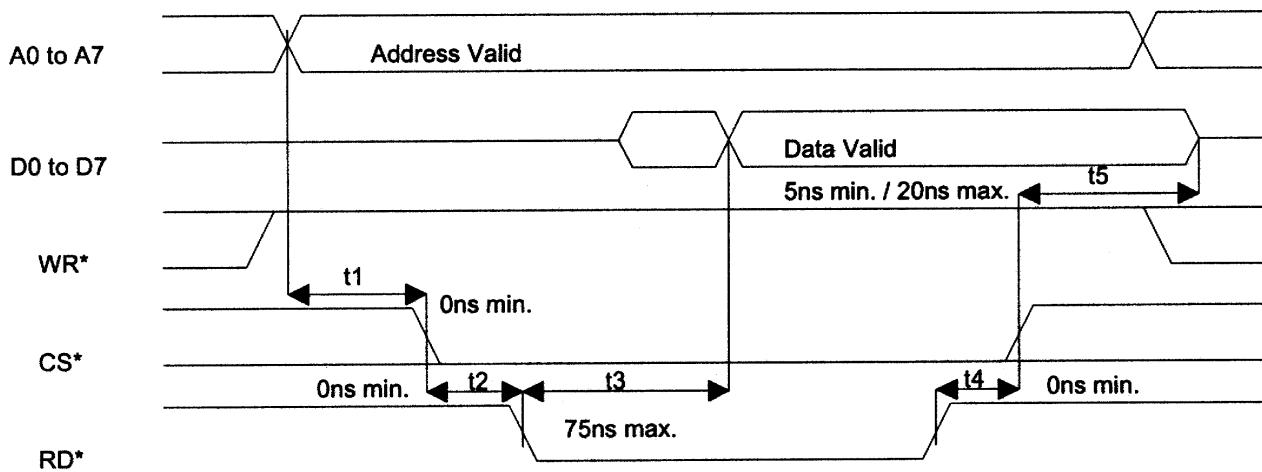 A0 to A7
Address Valid
D0 to D7
Data Valid
5ns min. / 20ns max.
t5
WR*
t1
0ns min.
CS*
0ns min.
t2
t3
t4
0ns min.
75ns max.
RD*